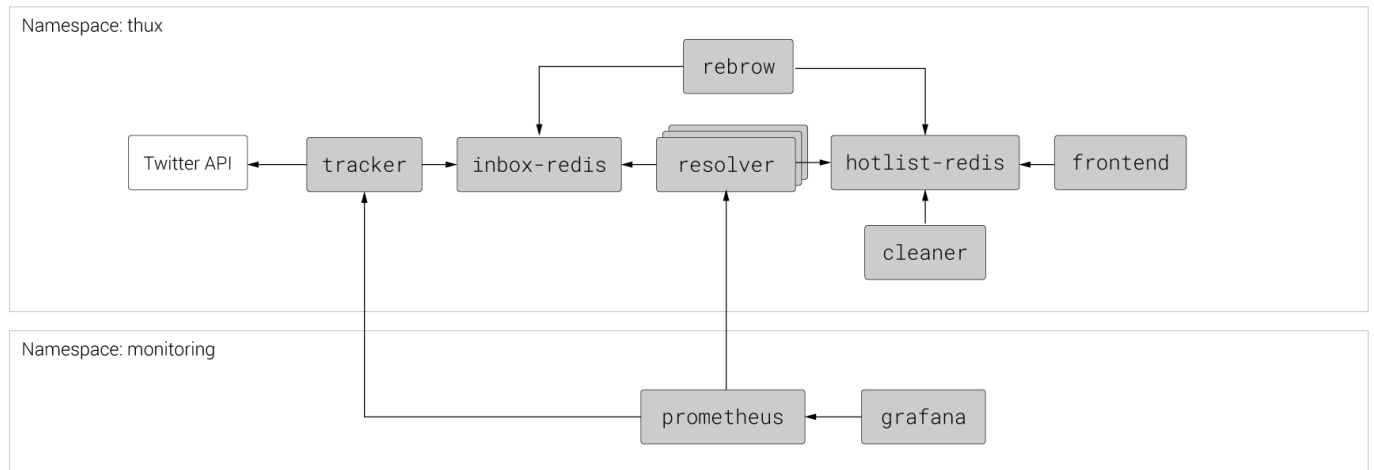 Namespace: thux
rebrow
Twitter API
tracker
inbox-redis
resolver
hotlist-redis
frontend
cleaner
Namespace: monitoring
prometheus
grafana